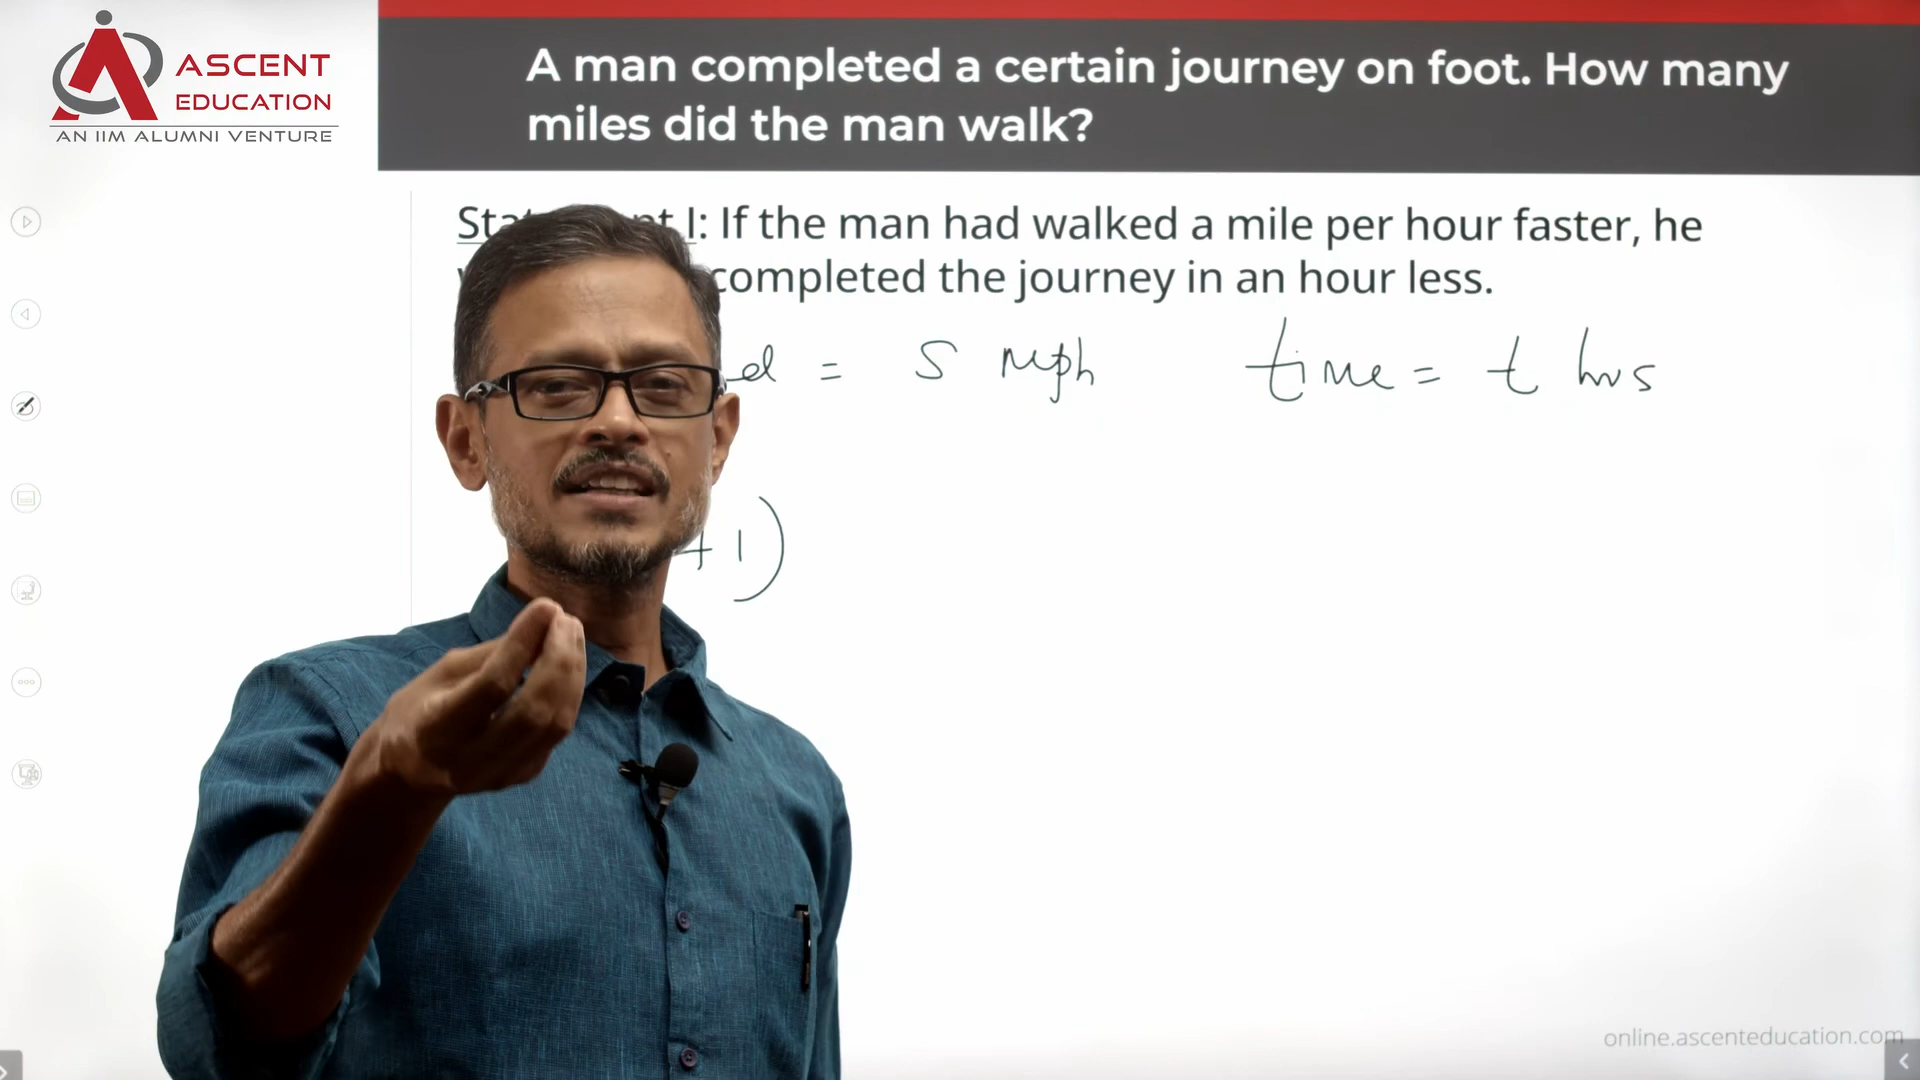 ASCENT
EDUCATION
AN IIM ALUMNI VENTURE
A man completed a certain journey on foot. How many
miles did the man walk?
I: If the man had walked a mile per hour faster, he
completed the journey in an hour less.
= s mph time = t hrs
+ 1)
online.ascenteducation.com